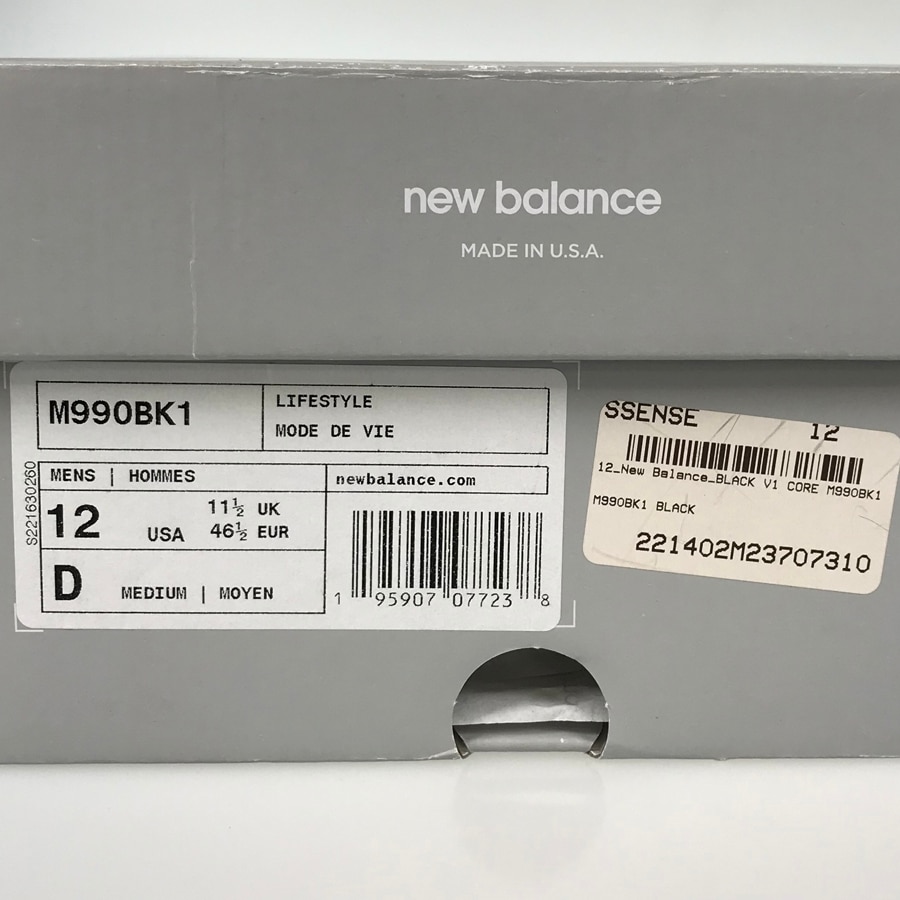 new balance
MADE IN U.S.A.
M990BK1
LIFESTYLE
MODE DE VIE
S221630260
MENS | HOMMES
newbalance.com
12 USA
11½ UK
46½ EUR
D MEDIUM | MOYEN
1 95907 07723 8
SSENSE 12
12_New Balance_BLACK V1 CORE M990BK1
M990BK1 BLACK
221402M23707310